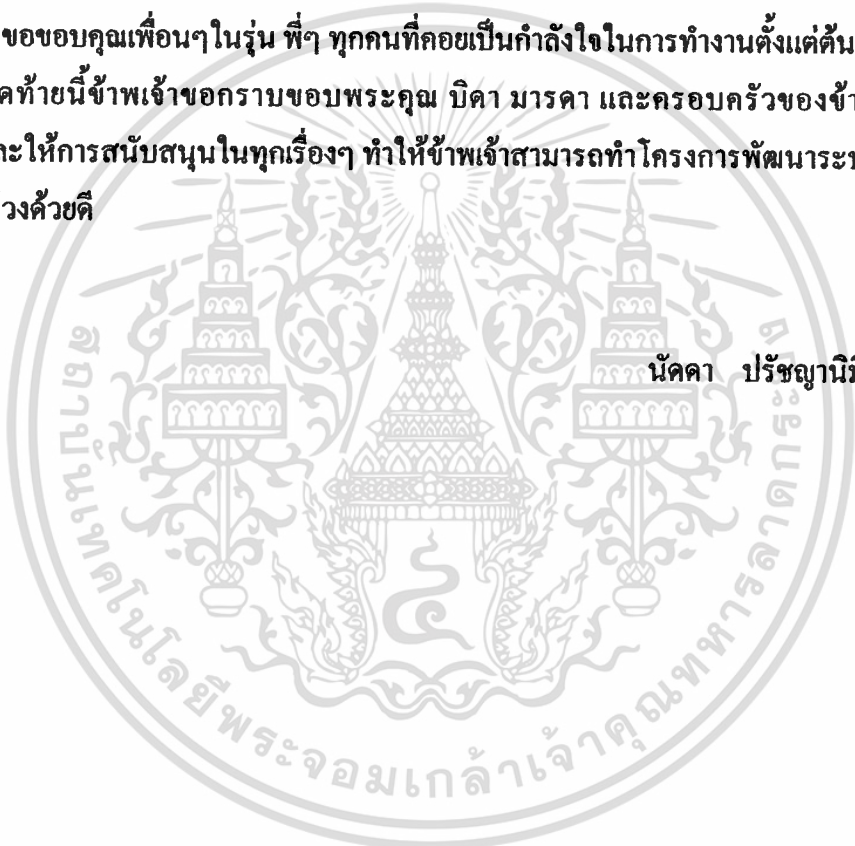 ขอขอบคุณเพื่อนๆในรุ่น พี่ๆ ทุกคนที่คอยเป็นกำลังใจในการทำงานตั้งแต่ต้น
ท้ายนี้ข้าพเจ้าขอกราบขอบพระคุณ บิดา มารดา และครอบครัวของข้า
ะให้การสนับสนุนในทุกเรื่องๆ ทำให้ข้าพเจ้าสามารถทำโครงการพัฒนาระบ
วงด้วยดี
นัดดา ปรัชญานิมิ
สถาบันเทคโนโลยีพระจอมเกล้าเจ้าคุณทหารลาดกระบัง